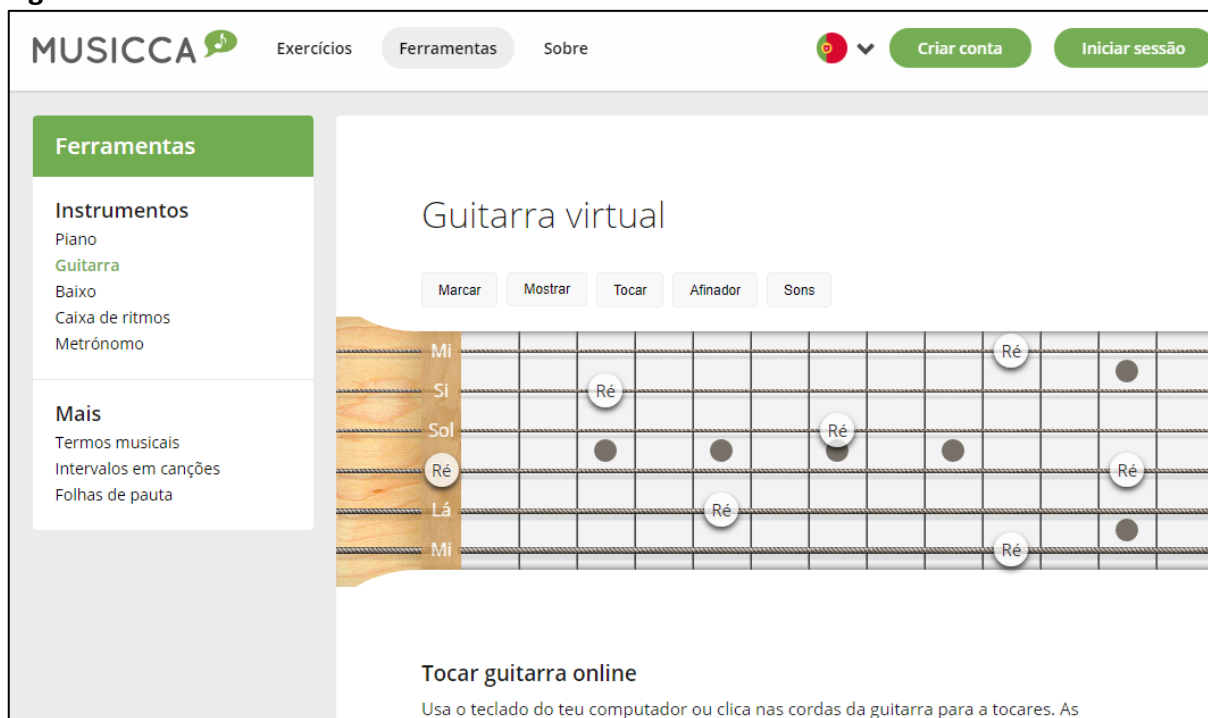 MUSICCA
Exercícios
Ferramentas
Sobre
Criar conta
Iniciar sessão
Ferramentas
Instrumentos
Piano
Guitarra
Baixo
Caixa de ritmos
Metrónomo
Mais
Termos musicais
Intervalos em canções
Folhas de pauta
Guitarra virtual
Marcar
Mostrar
Tocar
Afinador
Sons
Mi
Ré
Si
Ré
Sol
Ré
Ré
Ré
Lá
Ré
Mi
Ré
Tocar guitarra online
Usa o teclado do teu computador ou clica nas cordas da guitarra para a tocares. As